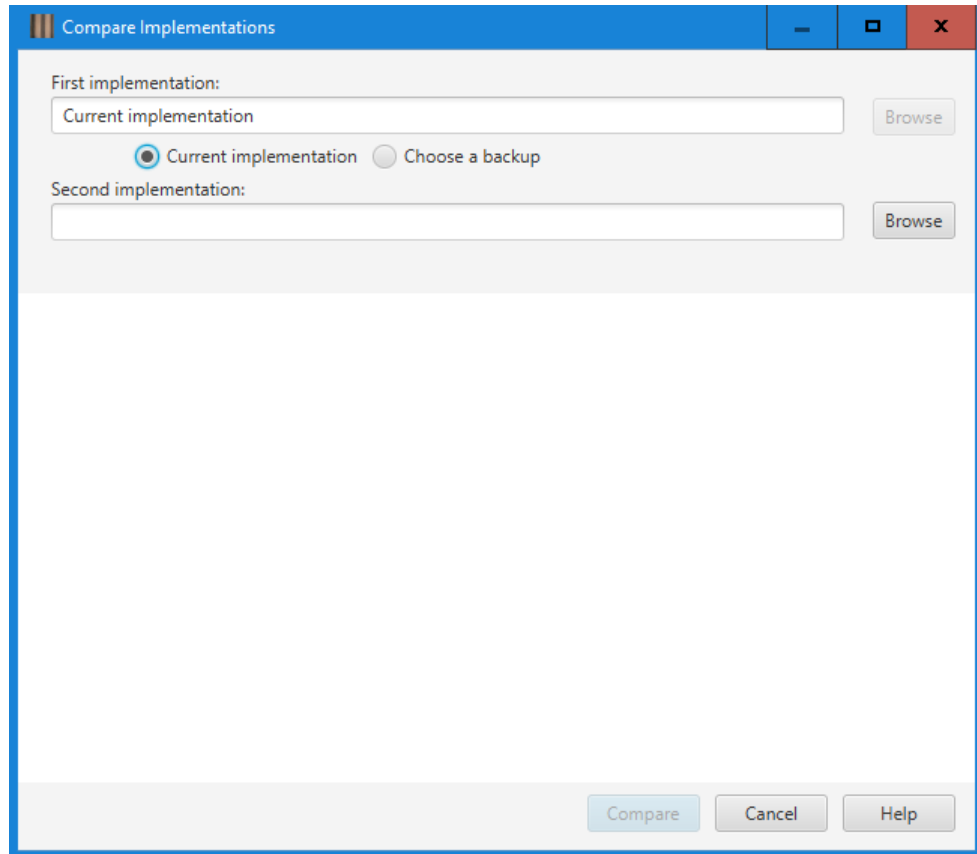 Compare Implementations
First implementation:
Current implementation
Browse
Current implementation
Choose a backup
Second implementation:
Browse
Compare
Cancel
Help